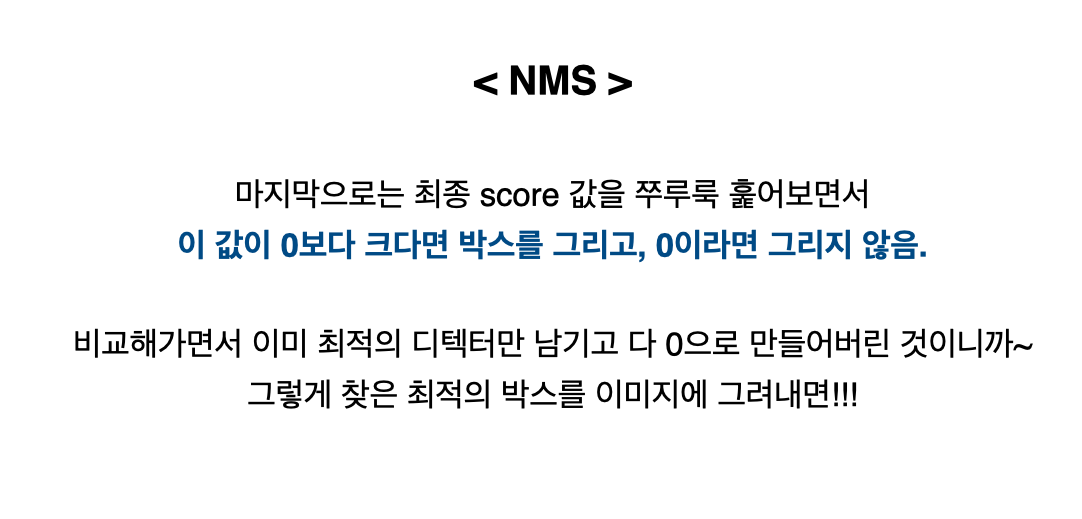 < NMS >
마지막으로는 최종 score 값을 쭈루룩 훑어보면서
이 값이 0보다 크다면 박스를 그리고, 0이라면 그리지 않음.
비교해가면서 이미 최적의 디텍터만 남기고 다 0으로 만들어버린 것이니까~
그렇게 찾은 최적의 박스를 이미지에 그려내면!!!